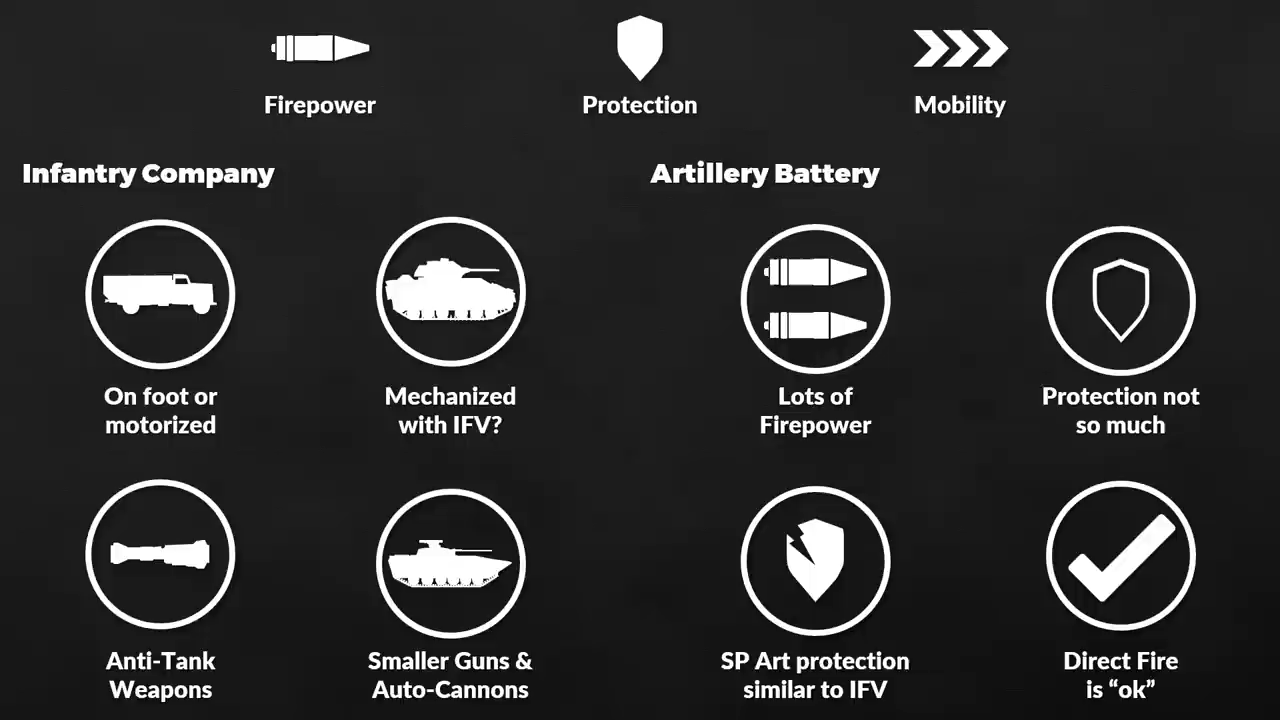 Firepower
Protection
Mobility
Infantry Company
Artillery Battery
On foot or
motorized
Mechanized
with IFV?
Lots of
Firepower
Protection not
so much
Anti-Tank
Weapons
Smaller Guns &
Auto-Cannons
SP Art protection
similar to IFV
Direct Fire
is “ok”